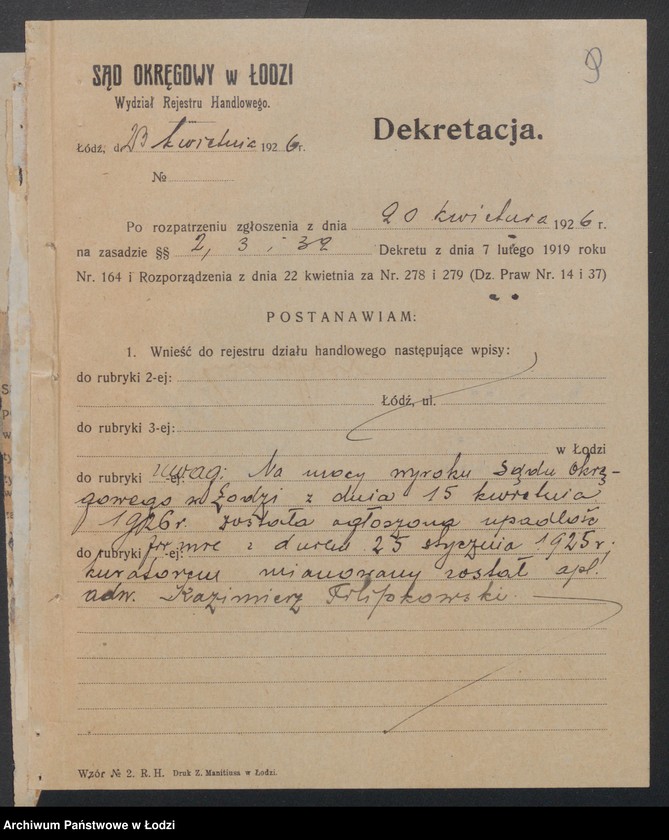 9
SĄD OKRĘGOWY w ŁODZI
Wydział Rejestru Handlowego.
Dekretacja.
Łódź, d. 23 kwietnia 1926 r.
№
Po rozpatrzeniu zgłoszenia z dnia 20 kwietnia 1926 r.
na zasadzie §§ 2, 3 i 32 Dekretu z dnia 7 lutego 1919 roku
Nr. 164 i Rozporządzenia z dnia 22 kwietnia za Nr. 278 i 279 (Dz. Praw Nr. 14 i 37)
POSTANAWIAM:
1. Wnieść do rejestru działu handlowego następujące wpisy:
do rubryki 2-ej:
Łódź, ul.
do rubryki 3-ej:
w Łodzi
do rubryki uwag: Na mocy wyroku Sądu Okrę-
gowego w Łodzi z dnia 15 kwietnia
1926 r. została ogłoszona upadłość
do rubryki -ej: firmy z dniem 25 stycznia 1925 r.
kuratorem mianowany został apl.
adw. Kazimierz Filipkowski.
Wzór № 2. R. H. Druk Z. Manitiusa w Łodzi.
Archiwum Państwowe w Łodzi